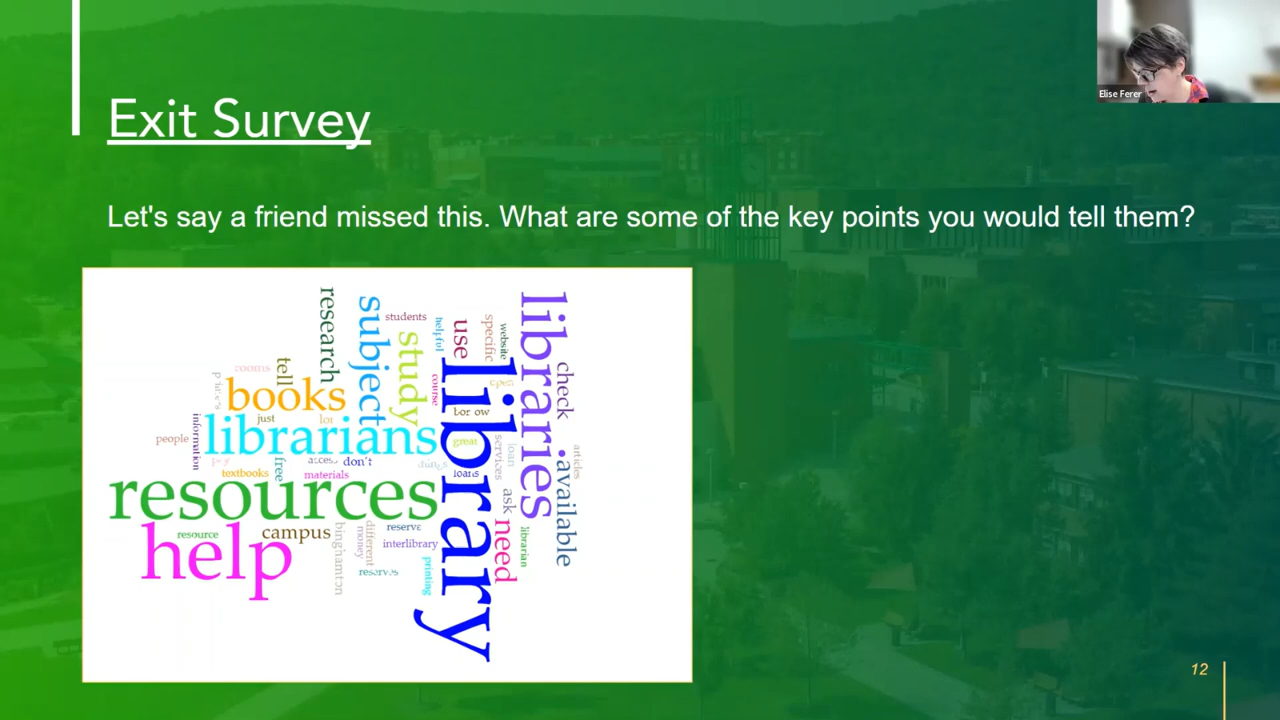 Elise Ferer
Exit Survey
Let's say a friend missed this. What are some of the key points you would tell them?
research
subject
students
study
helpful
use
specific
website
libraries
check
rooms
tell
books
course
library
borrow
just
people
information
librarians
great
services
loan
articles
available
free
access
don't
things
textbooks
materials
loans
resources
ask
need
librarian
help
resource
campus
binghamton
different
money
reserve
interlibrary
reserves
printing
12